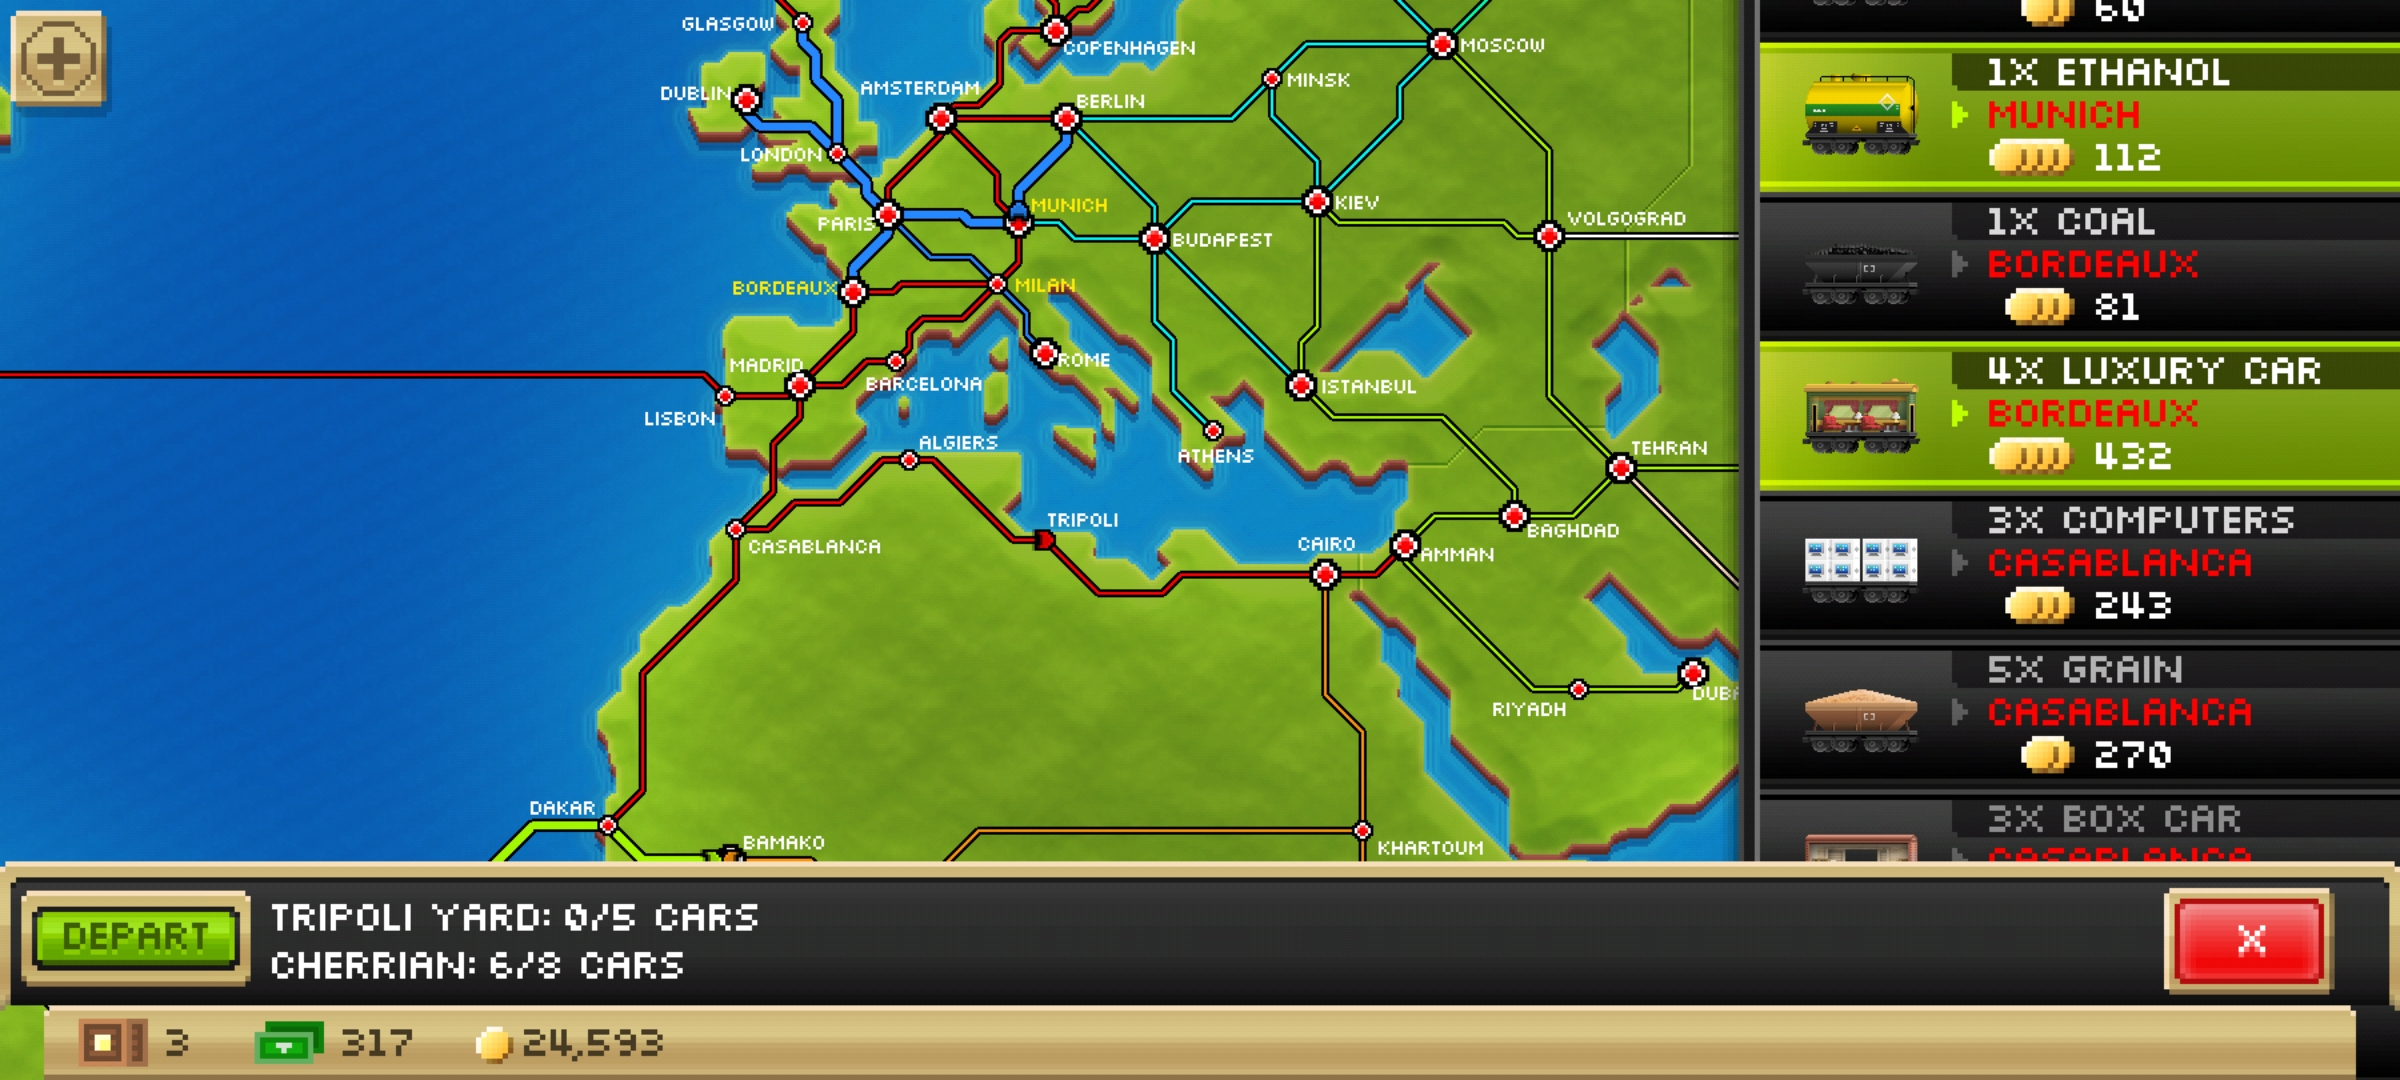 GLASGOW
COPENHAGEN
MOSCOW
DUBLIN
AMSTERDAM
BERLIN
MINSK
LONDON
PARIS
MUNICH
KIEV
VOLGOGRAD
BUDAPEST
BORDEAUX
MILAN
MADRID
BARCELONA
ROME
ISTANBUL
LISBON
ALGIERS
ATHENS
TEHRAN
CASABLANCA
TRIPOLI
CAIRO
AMMAN
BAGHDAD
RIYADH
DUBA
DAKAR
BAMAKO
KHARTOUM
60
1X ETHANOL
MUNICH
112
1X COAL
BORDEAUX
81
4X LUXURY CAR
BORDEAUX
432
3X COMPUTERS
CASABLANCA
243
5X GRAIN
CASABLANCA
270
3X BOX CAR
CASABLANCA
DEPART
TRIPOLI YARD: 0/5 CARS
CHERRIAN: 6/8 CARS
X
3
317
24,593